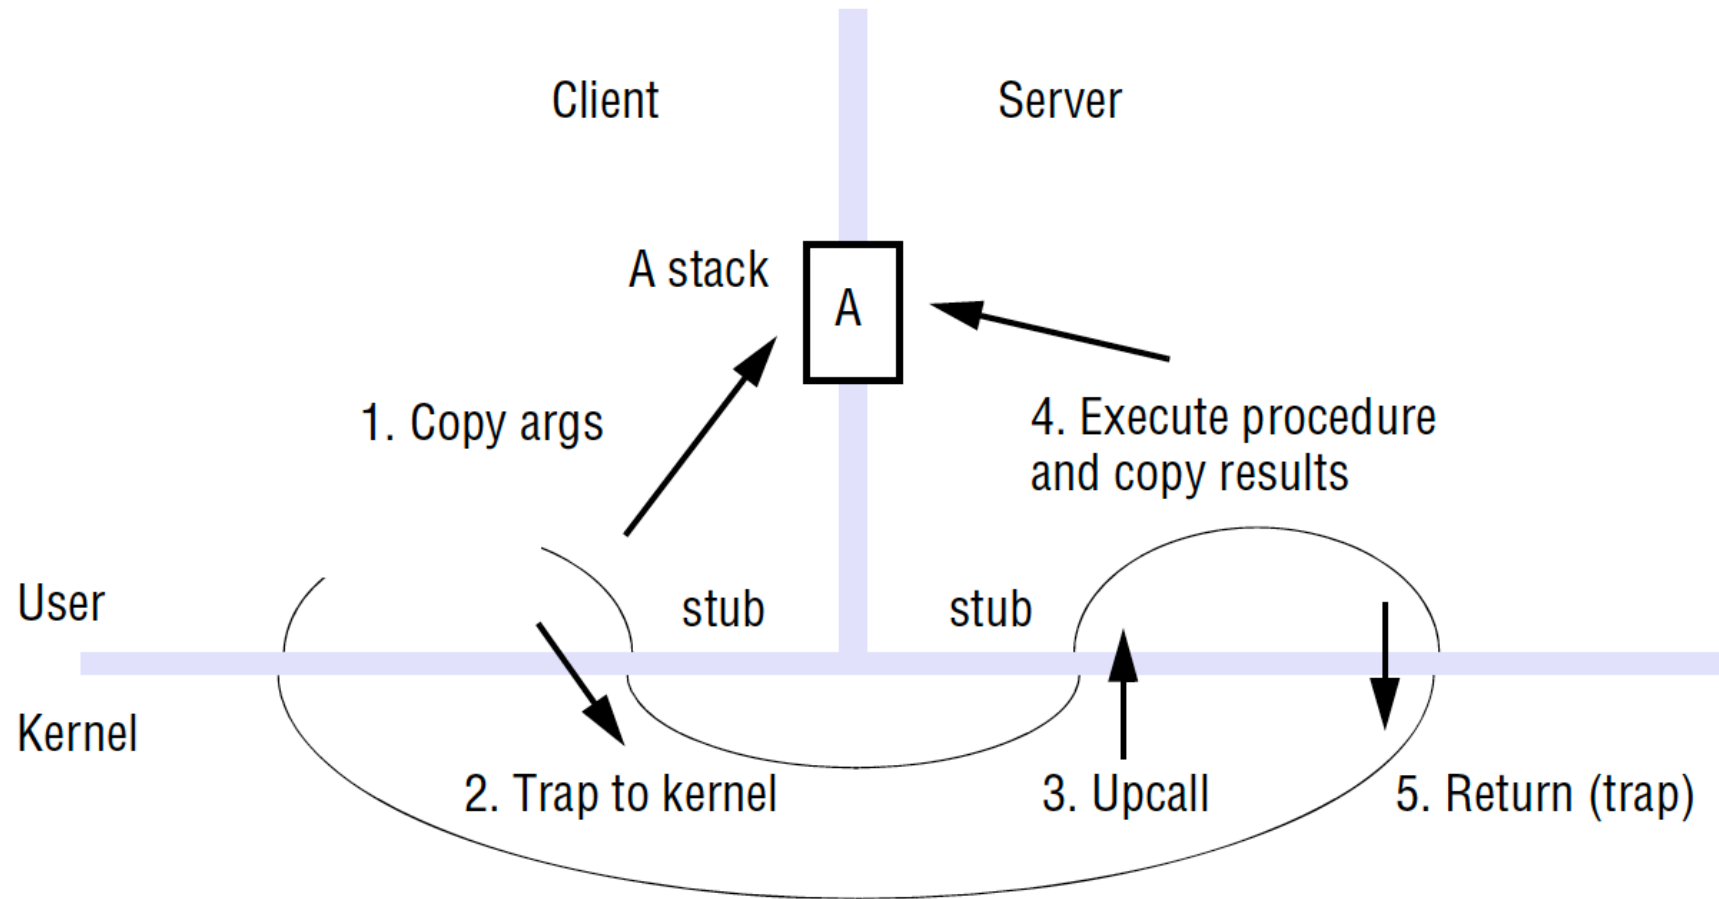 Client
Server
A stack
A
1. Copy args
4. Execute procedure
and copy results
User
stub
stub
Kernel
2. Trap to kernel
3. Upcall
5. Return (trap)